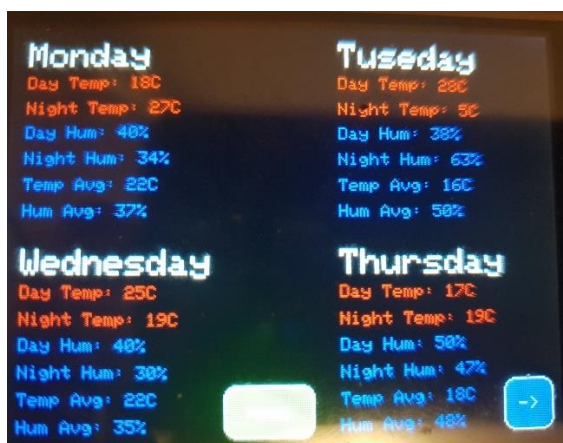 Monday
Day Temp: 18C
Night Temp: 27C
Day Hum: 40%
Night Hum: 34%
Temp Avg: 22C
Hum Avg: 37%
Tuseday
Day Temp: 28C
Night Temp: 5C
Day Hum: 38%
Night Hum: 63%
Temp Avg: 16C
Hum Avg: 50%
Wednesday
Day Temp: 25C
Night Temp: 19C
Day Hum: 40%
Night Hum: 30%
Temp Avg: 22C
Hum Avg: 35%
Thursday
Day Temp: 17C
Night Temp: 19C
Day Hum: 50%
Night Hum: 47%
Temp Avg: 18C
Hum Avg: 48%
->